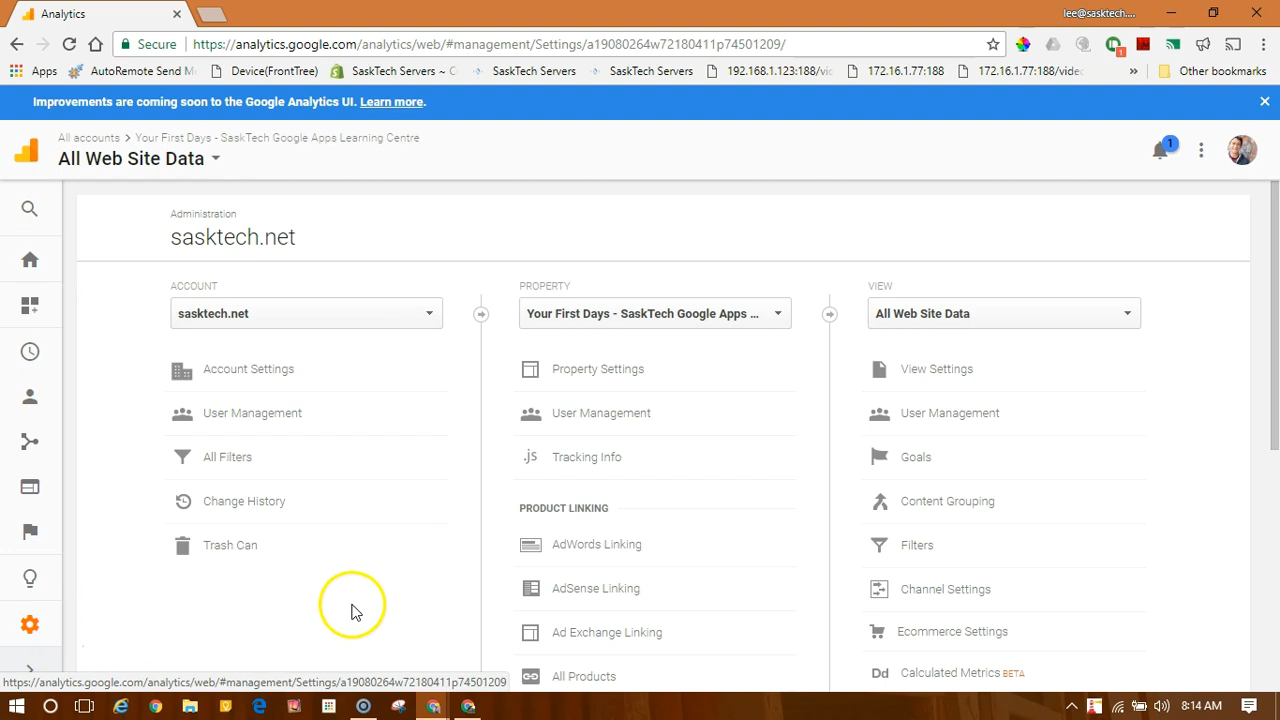 Analytics
lee@sasktech....
Secure
https://analytics.google.com/analytics/web/#management/Settings/a19080264w72180411p74501209/
1
Apps
AutoRemote Send M
Device(FrontTree)
SaskTech Servers ~ C
SaskTech Servers
SaskTech Servers
192.168.1.123:88/vi
172.16.1.77:188
172.16.1.77:188/vide
»
Other bookmarks
Improvements are coming soon to the Google Analytics UI. Learn more.
All accounts > Your First Days - SaskTech Google Apps Learning Centre
All Web Site Data
1
Administration
sasktech.net
ACCOUNT
PROPERTY
VIEW
sasktech.net
Your First Days - SaskTech Google Apps ...
All Web Site Data
Account Settings
Property Settings
View Settings
User Management
User Management
User Management
All Filters
.js
Tracking Info
Goals
Change History
PRODUCT LINKING
Content Grouping
Trash Can
AdWords Linking
Filters
AdSense Linking
Channel Settings
Ad Exchange Linking
Ecommerce Settings
All Products
Dd
Calculated Metrics BETA
https://analytics.google.com/analytics/web/#management/Settings/a19080264w72180411p74501209
8:14 AM